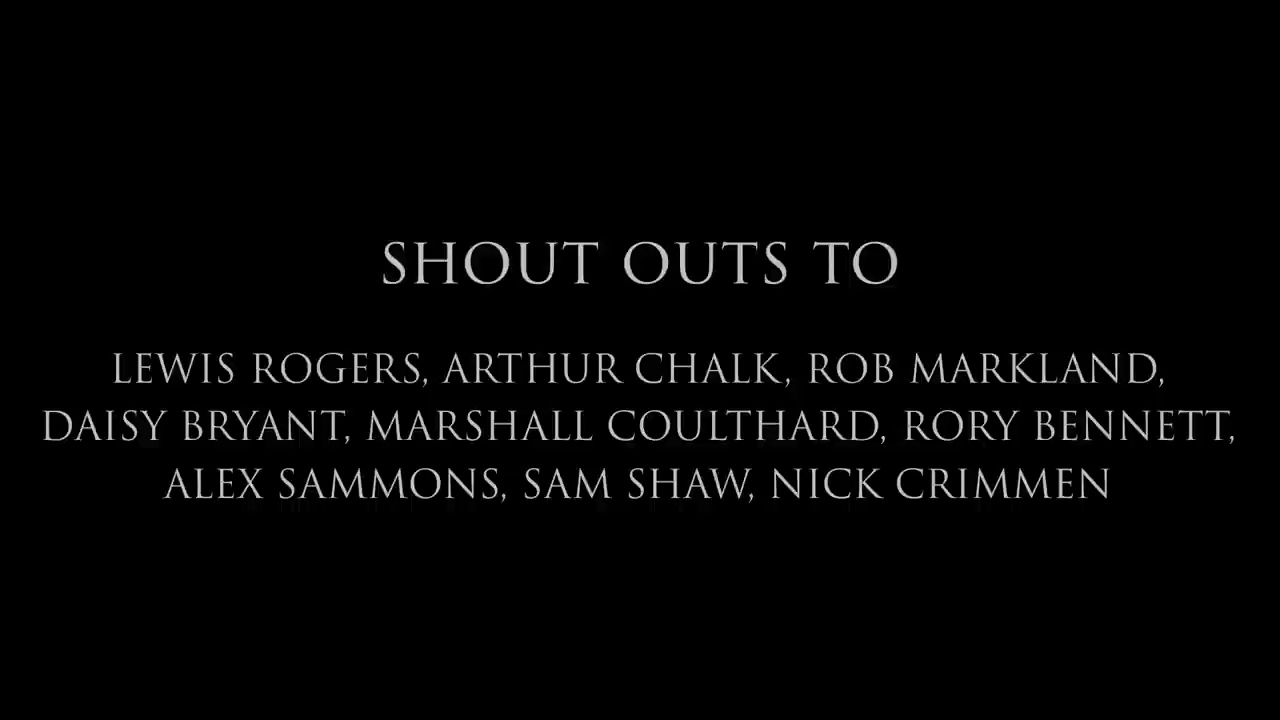 SHOUT OUTS TO
LEWIS ROGERS, ARTHUR CHALK, ROB MARKLAND,
DAISY BRYANT, MARSHALL COULTHARD, RORY BENNETT,
ALEX SAMMONS, SAM SHAW, NICK CRIMMEN